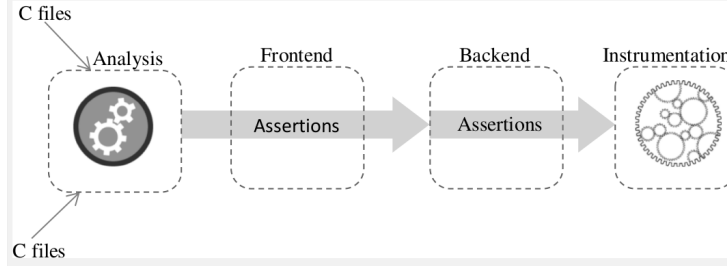 C files
Analysis
Frontend
Backend
Instrumentation
Assertions
Assertions
C files